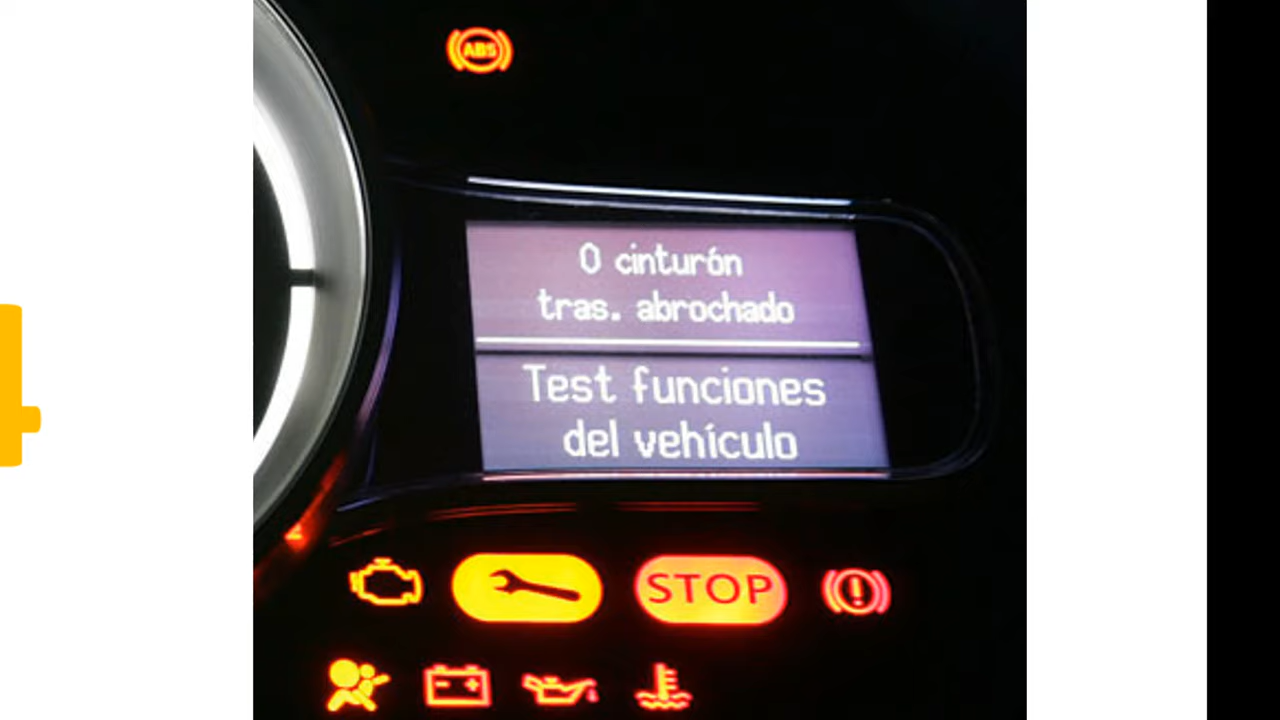 ABS
0 cinturón
tras. abrochado
Test funciones
del vehículo
STOP